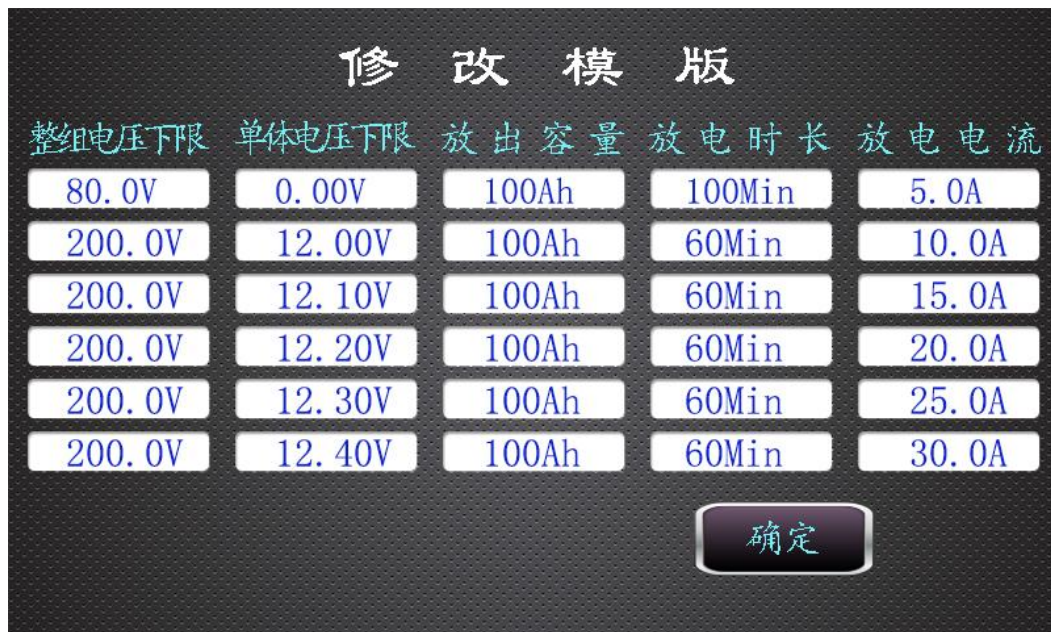 修改模版
整组电压下限 单体电压下限 放出容量 放电时长 放电电流
80.0V 0.00V 100Ah 100Min 5.0A
200.0V 12.00V 100Ah 60Min 10.0A
200.0V 12.10V 100Ah 60Min 15.0A
200.0V 12.20V 100Ah 60Min 20.0A
200.0V 12.30V 100Ah 60Min 25.0A
200.0V 12.40V 100Ah 60Min 30.0A
确定